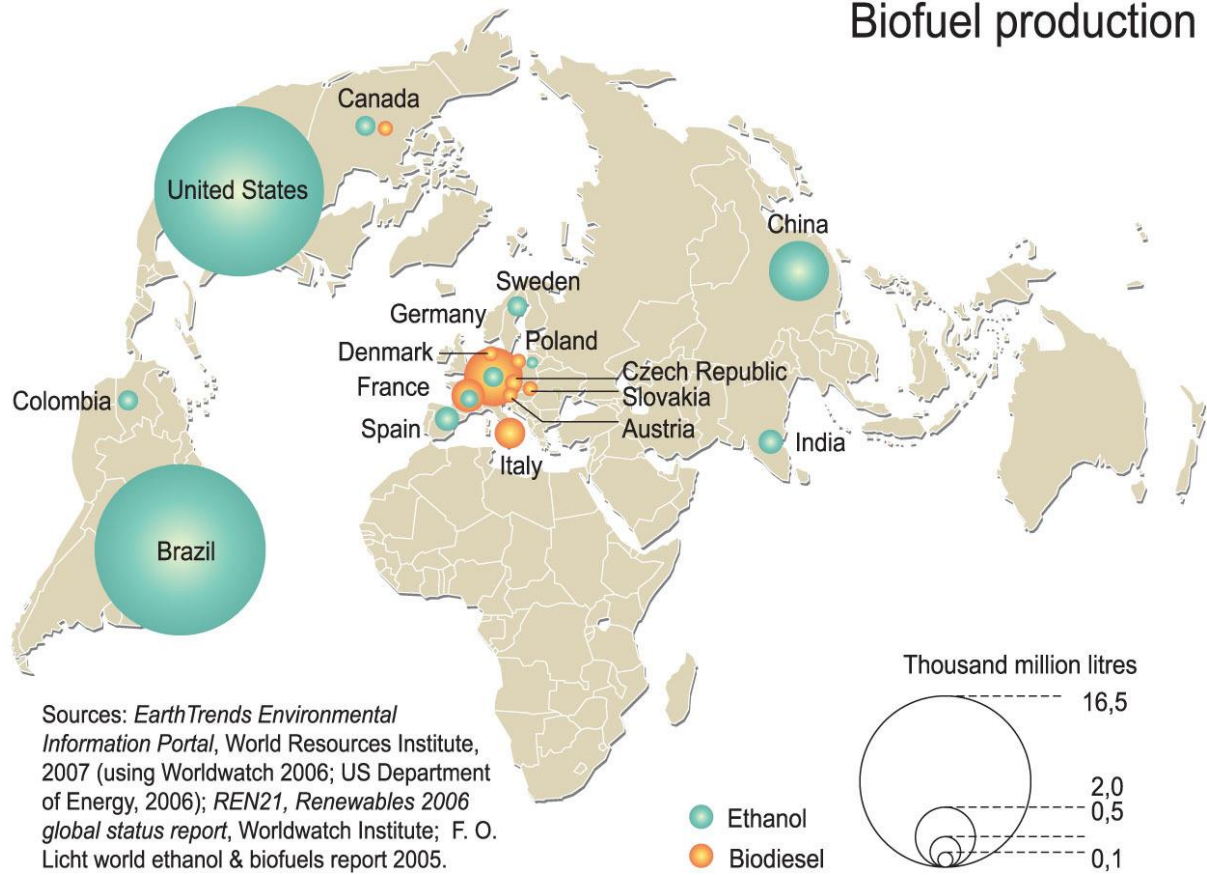 Biofuel production
Canada
United States
China
Sweden
Germany
Poland
Denmark
Czech Republic
France
Slovakia
Colombia
Spain
Austria
India
Italy
Brazil
Thousand million litres
16,5
2,0
0,5
0,1
Ethanol
Biodiesel
Sources: EarthTrends Environmental
Information Portal, World Resources Institute,
2007 (using Worldwatch 2006; US Department
of Energy, 2006); REN21, Renewables 2006
global status report, Worldwatch Institute; F. O.
Licht world ethanol & biofuels report 2005.